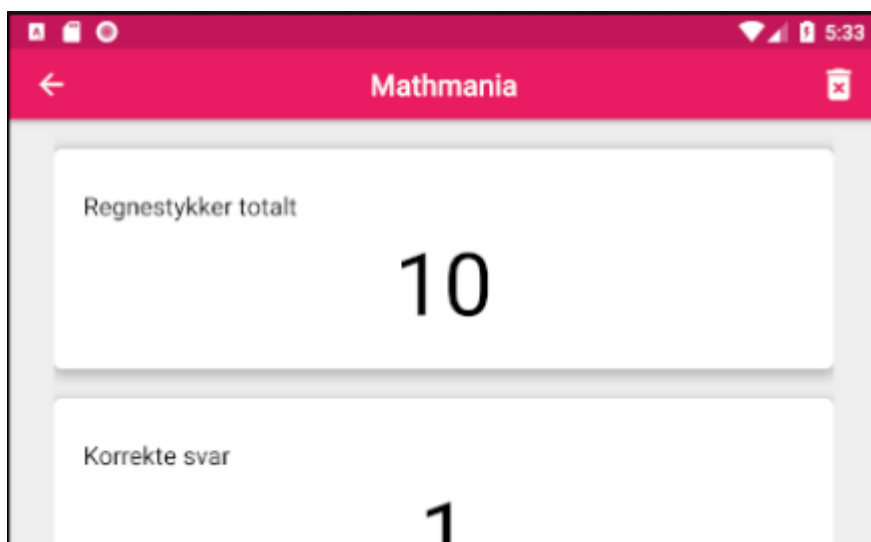 5:33
Mathmania
Regnestykker totalt
10
Korrekte svar
1